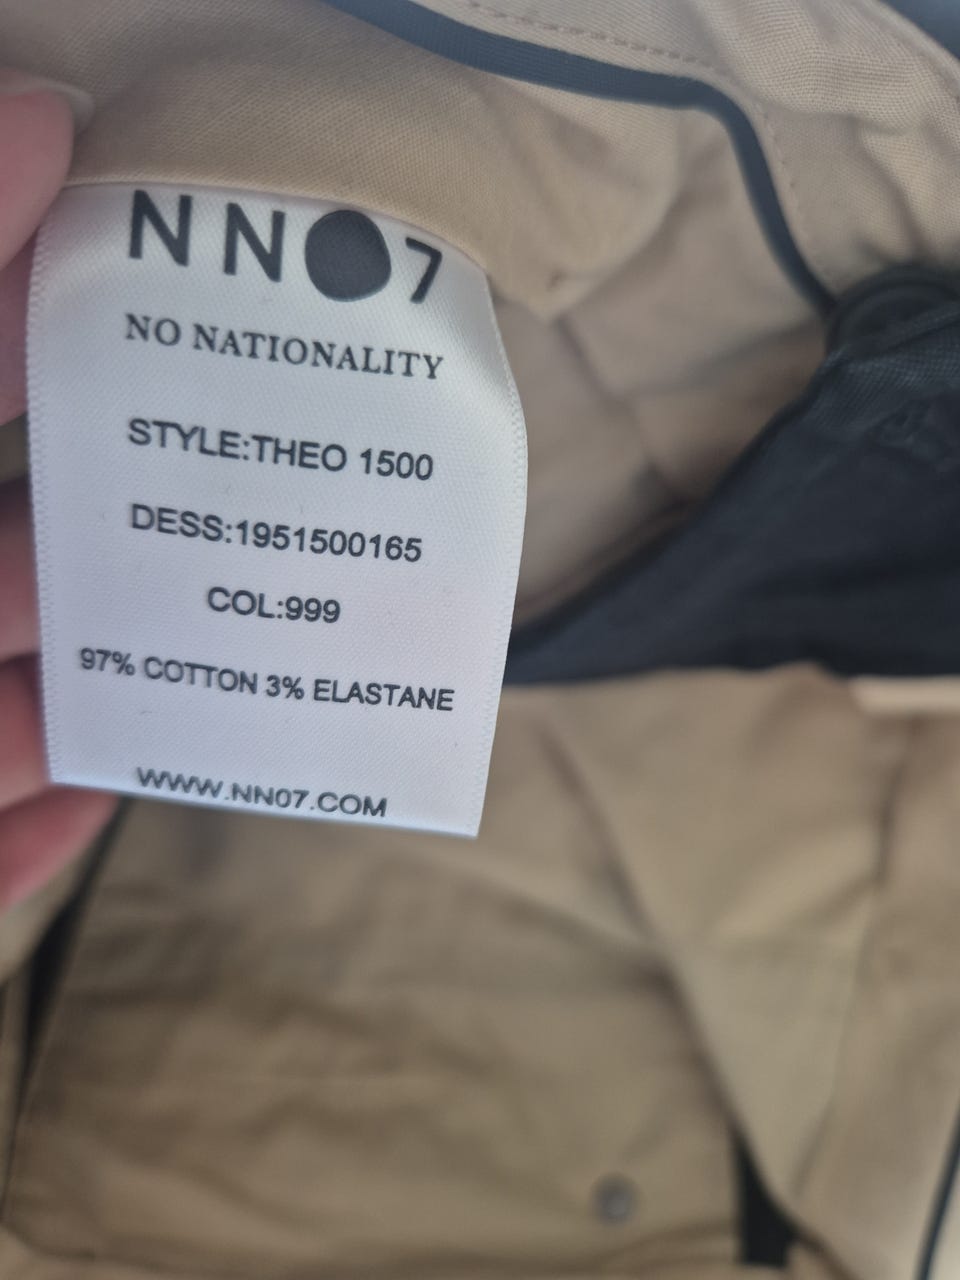 NN07
NO NATIONALITY
STYLE:THEO 1500
DESS:1951500165
COL:999
97% COTTON 3% ELASTANE
WWW.NN07.COM